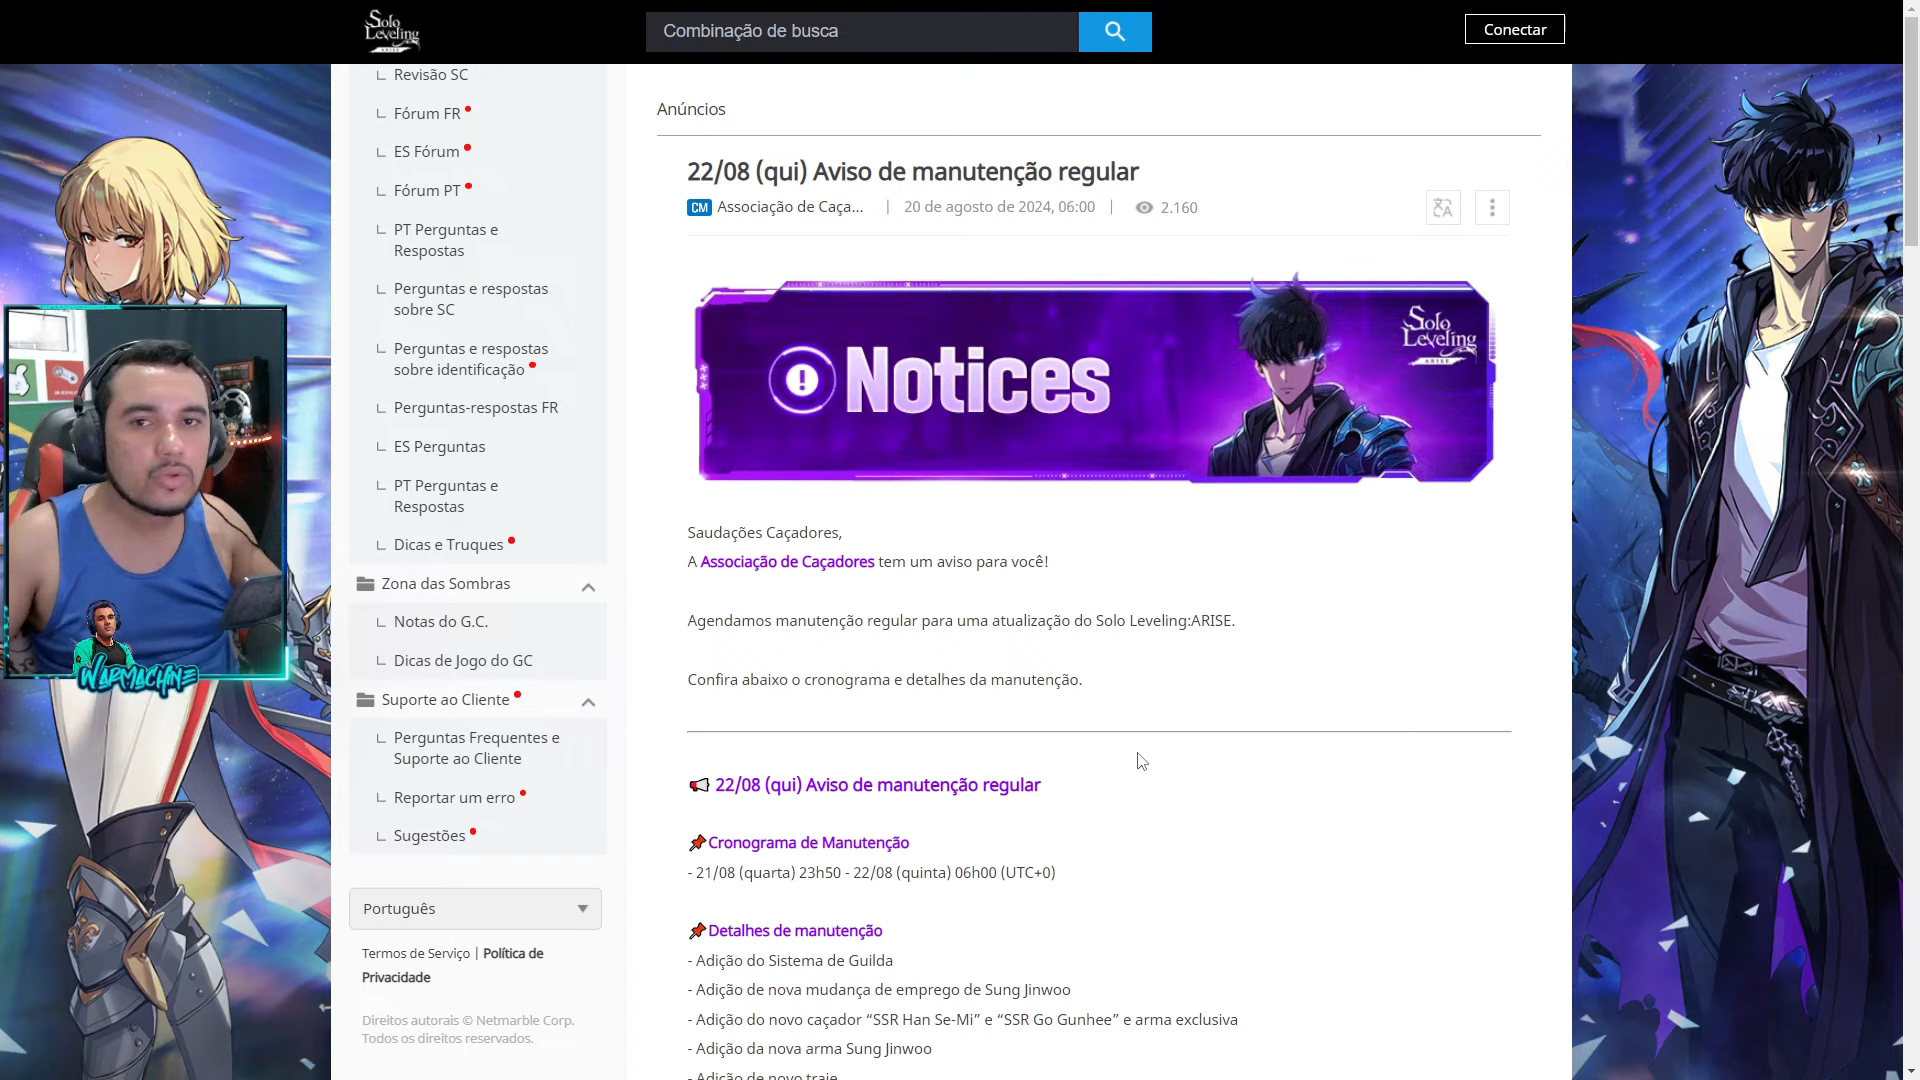 Solo
Leveling
ARISE
Combinação de busca
Conectar
Revisão SC
Fórum FR
ES Fórum
Fórum PT
PT Perguntas e
Respostas
Perguntas e respostas
sobre SC
Perguntas e respostas
sobre identificação
Perguntas-respostas FR
ES Perguntas
PT Perguntas e
Respostas
Dicas e Truques
Zona das Sombras
Notas do G.C.
Dicas de Jogo do GC
Suporte ao Cliente
Perguntas Frequentes e
Suporte ao Cliente
Reportar um erro
Sugestões
Português
Termos de Serviço | Política de
Privacidade
Direitos autorais © Netmarble Corp.
Todos os direitos reservados.
WARMACHINE
Anúncios
22/08 (qui) Aviso de manutenção regular
CM Associação de Caça... | 20 de agosto de 2024, 06:00 | 2.160
Notices
Solo
Leveling
ARISE
Saudações Caçadores,
A Associação de Caçadores tem um aviso para você!
Agendamos manutenção regular para uma atualização do Solo Leveling:ARISE.
Confira abaixo o cronograma e detalhes da manutenção.
22/08 (qui) Aviso de manutenção regular
Cronograma de Manutenção
- 21/08 (quarta) 23h50 - 22/08 (quinta) 06h00 (UTC+0)
Detalhes de manutenção
- Adição do Sistema de Guilda
- Adição de nova mudança de emprego de Sung Jinwoo
- Adição do novo caçador “SSR Han Se-Mi” e “SSR Go Gunhee” e arma exclusiva
- Adição da nova arma Sung Jinwoo
- Adição de novo traje